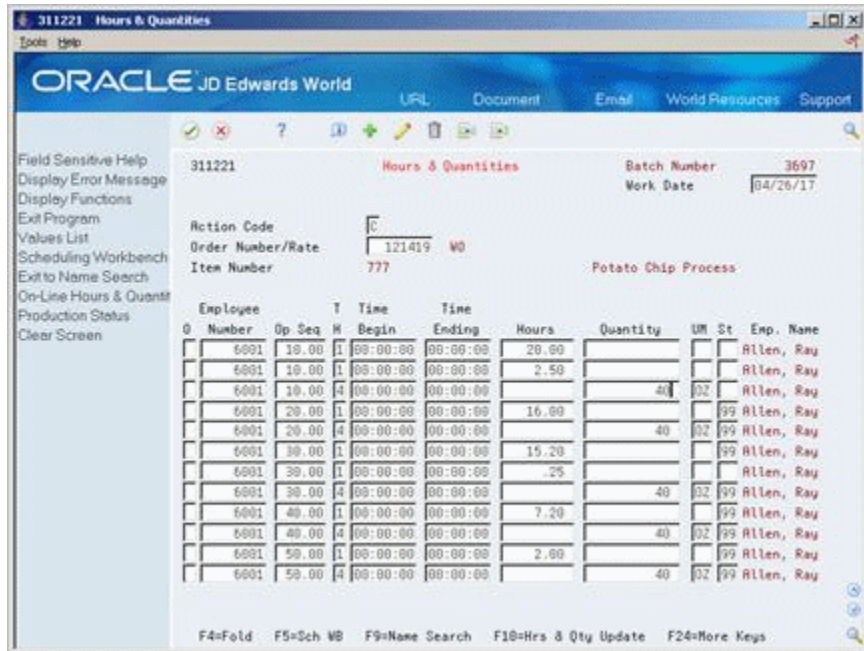 311221 Hours & Quantities
Tools Help
ORACLE JD Edwards World
URL Document Email World Resources Support
Field Sensitive Help
Display Error Message
Display Functions
Exit Program
Values List
Scheduling Workbench
Exit to Name Search
On-Line Hours & Quantit
Production Status
Clear Screen
311221 Hours & Quantities Batch Number 3697
Work Date 04/26/17
Action Code C
Order Number/Rate 121419 WO
Item Number 777 Potato Chip Process
Employee T Time Time
O Number Op Seq H Begin Ending Hours Quantity UM St Emp. Name
6001 10.00 1 00:00:00 00:00:00 20.00 Allen, Ray
6001 10.00 1 00:00:00 00:00:00 2.50 Allen, Ray
6001 10.00 4 00:00:00 00:00:00 40 OZ Allen, Ray
6001 20.00 1 00:00:00 00:00:00 16.00 99 Allen, Ray
6001 20.00 4 00:00:00 00:00:00 40 OZ 99 Allen, Ray
6001 30.00 1 00:00:00 00:00:00 15.20 Allen, Ray
6001 30.00 1 00:00:00 00:00:00 .25 Allen, Ray
6001 30.00 4 00:00:00 00:00:00 40 OZ 99 Allen, Ray
6001 40.00 1 00:00:00 00:00:00 7.20 99 Allen, Ray
6001 40.00 4 00:00:00 00:00:00 40 OZ 99 Allen, Ray
6001 50.00 1 00:00:00 00:00:00 2.00 99 Allen, Ray
6001 50.00 4 00:00:00 00:00:00 40 OZ 99 Allen, Ray
F4=Fold F5=Sch WB F9=Name Search F10=Hrs & Qty Update F24=More Keys